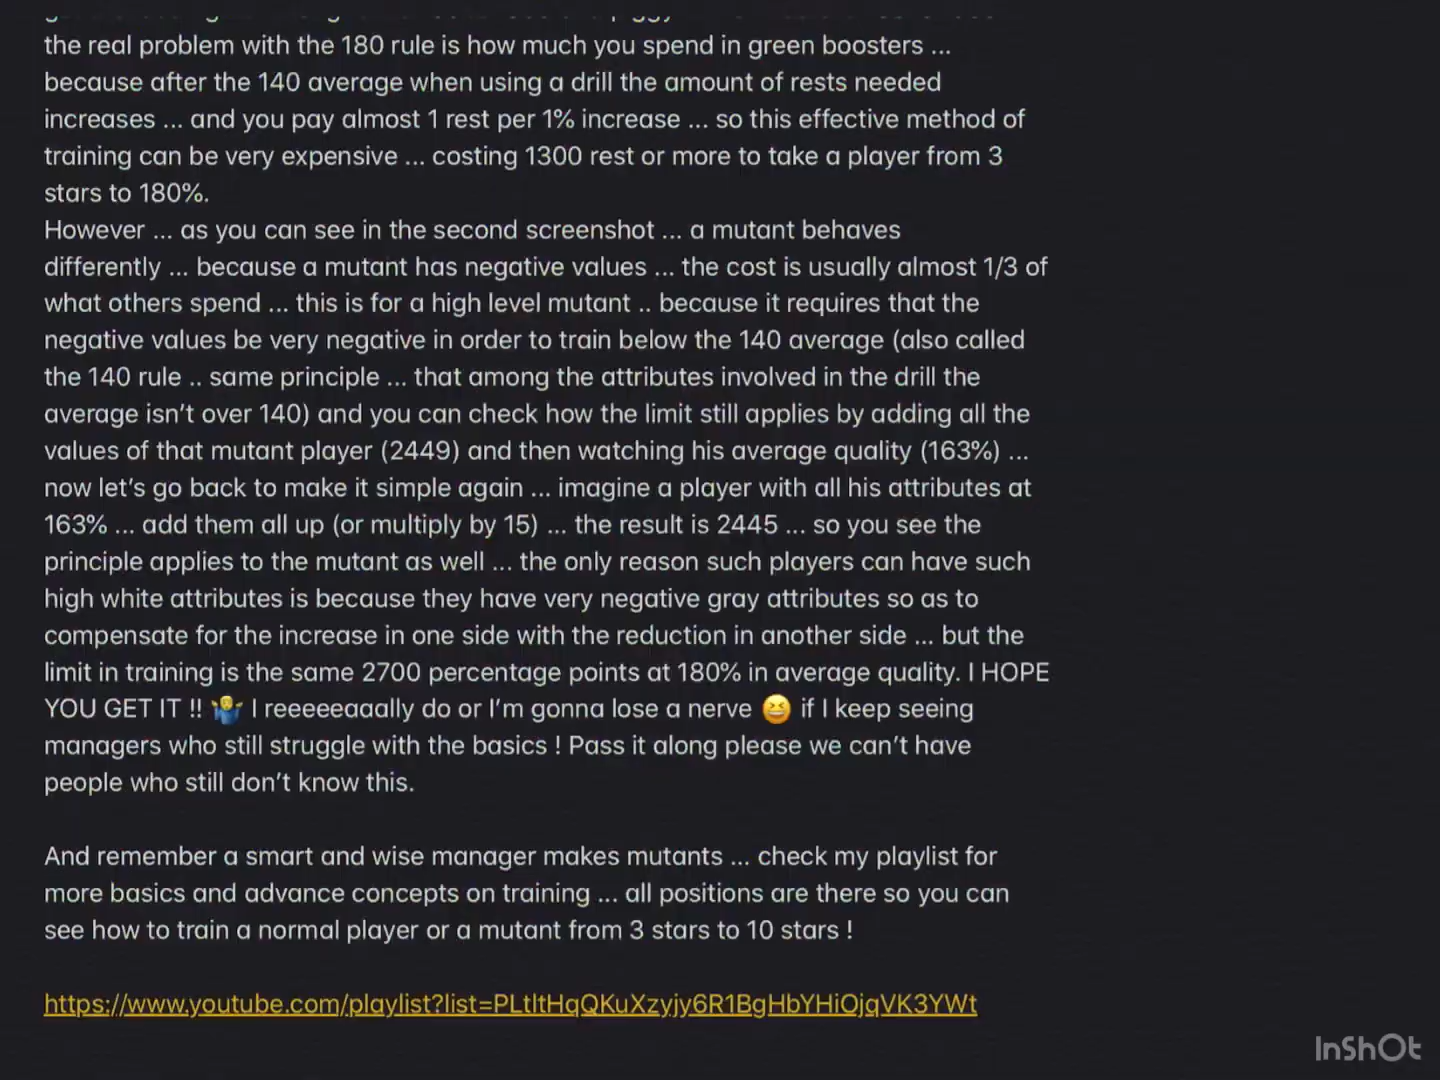 the real problem with the 180 rule is how much you spend in green boosters ...
because after the 140 average when using a drill the amount of rests needed
increases ... and you pay almost 1 rest per 1% increase ... so this effective method of
training can be very expensive ... costing 1300 rest or more to take a player from 3
stars to 180%.
However ... as you can see in the second screenshot ... a mutant behaves
differently ... because a mutant has negative values ... the cost is usually almost 1/3 of
what others spend ... this is for a high level mutant .. because it requires that the
negative values be very negative in order to train below the 140 average (also called
the 140 rule .. same principle ... that among the attributes involved in the drill the
average isn’t over 140) and you can check how the limit still applies by adding all the
values of that mutant player (2449) and then watching his average quality (163%) ...
now let’s go back to make it simple again ... imagine a player with all his attributes at
163% ... add them all up (or multiply by 15) ... the result is 2445 ... so you see the
principle applies to the mutant as well ... the only reason such players can have such
high white attributes is because they have very negative gray attributes so as to
compensate for the increase in one side with the reduction in another side ... but the
limit in training is the same 2700 percentage points at 180% in average quality. I HOPE
YOU GET IT !! 🤷‍♂️ I reeeeeaaally do or I’m gonna lose a nerve 😆 if I keep seeing
managers who still struggle with the basics ! Pass it along please we can’t have
people who still don’t know this.
And remember a smart and wise manager makes mutants ... check my playlist for
more basics and advance concepts on training ... all positions are there so you can
see how to train a normal player or a mutant from 3 stars to 10 stars !
https://www.youtube.com/playlist?list=PLtltHqQKuXzyjy6R1BgHbYHiOjqVK3YWt
InShOt